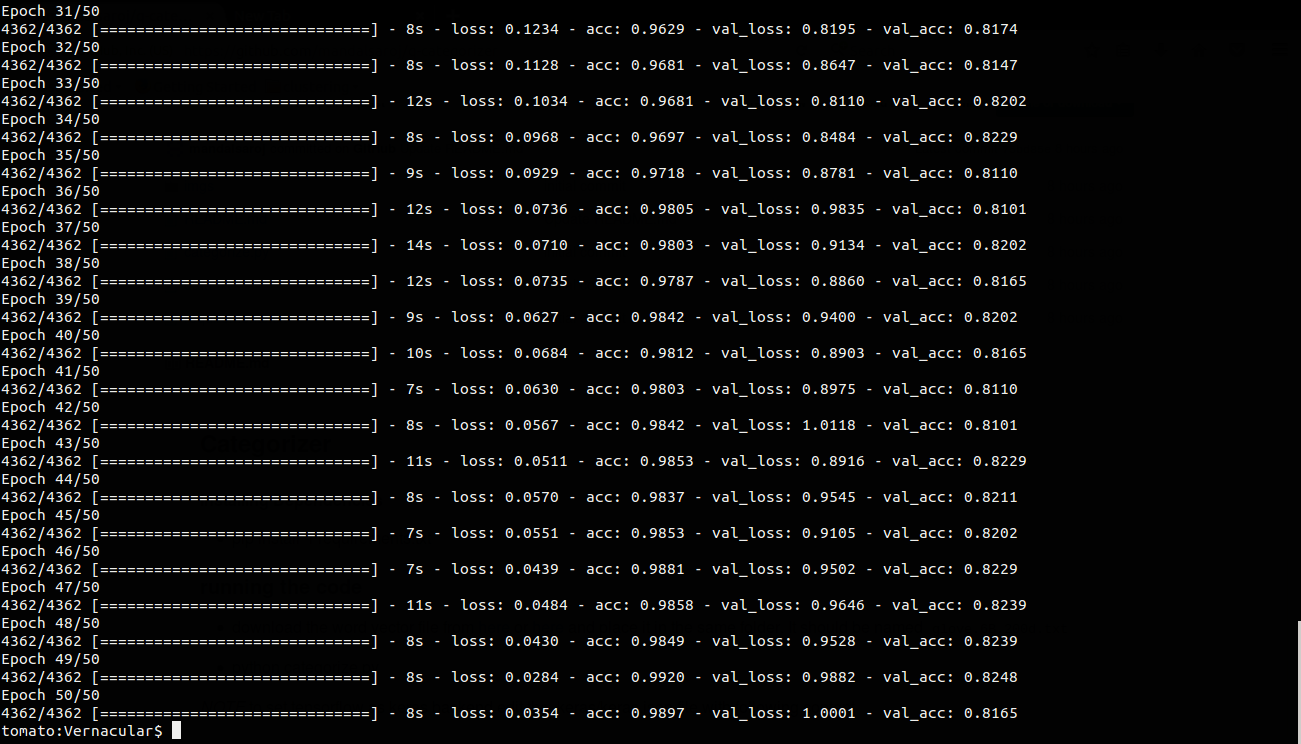 Epoch 31/50
4362/4362 [==============================] - 8s - loss: 0.1234 - acc: 0.9629 - val_loss: 0.8195 - val_acc: 0.8174
Epoch 32/50
4362/4362 [==============================] - 8s - loss: 0.1128 - acc: 0.9681 - val_loss: 0.8647 - val_acc: 0.8147
Epoch 33/50
4362/4362 [==============================] - 12s - loss: 0.1034 - acc: 0.9681 - val_loss: 0.8110 - val_acc: 0.8202
Epoch 34/50
4362/4362 [==============================] - 8s - loss: 0.0968 - acc: 0.9697 - val_loss: 0.8484 - val_acc: 0.8229
Epoch 35/50
4362/4362 [==============================] - 9s - loss: 0.0929 - acc: 0.9718 - val_loss: 0.8781 - val_acc: 0.8110
Epoch 36/50
4362/4362 [==============================] - 12s - loss: 0.0736 - acc: 0.9805 - val_loss: 0.9835 - val_acc: 0.8101
Epoch 37/50
4362/4362 [==============================] - 14s - loss: 0.0710 - acc: 0.9803 - val_loss: 0.9134 - val_acc: 0.8202
Epoch 38/50
4362/4362 [==============================] - 12s - loss: 0.0735 - acc: 0.9787 - val_loss: 0.8860 - val_acc: 0.8165
Epoch 39/50
4362/4362 [==============================] - 9s - loss: 0.0627 - acc: 0.9842 - val_loss: 0.9400 - val_acc: 0.8202
Epoch 40/50
4362/4362 [==============================] - 10s - loss: 0.0684 - acc: 0.9812 - val_loss: 0.8903 - val_acc: 0.8165
Epoch 41/50
4362/4362 [==============================] - 7s - loss: 0.0630 - acc: 0.9803 - val_loss: 0.8975 - val_acc: 0.8110
Epoch 42/50
4362/4362 [==============================] - 8s - loss: 0.0567 - acc: 0.9842 - val_loss: 1.0118 - val_acc: 0.8101
Epoch 43/50
4362/4362 [==============================] - 11s - loss: 0.0511 - acc: 0.9853 - val_loss: 0.8916 - val_acc: 0.8229
Epoch 44/50
4362/4362 [==============================] - 8s - loss: 0.0570 - acc: 0.9837 - val_loss: 0.9545 - val_acc: 0.8211
Epoch 45/50
4362/4362 [==============================] - 7s - loss: 0.0551 - acc: 0.9853 - val_loss: 0.9105 - val_acc: 0.8202
Epoch 46/50
4362/4362 [==============================] - 7s - loss: 0.0439 - acc: 0.9881 - val_loss: 0.9502 - val_acc: 0.8229
Epoch 47/50
4362/4362 [==============================] - 11s - loss: 0.0484 - acc: 0.9858 - val_loss: 0.9646 - val_acc: 0.8239
Epoch 48/50
4362/4362 [==============================] - 8s - loss: 0.0430 - acc: 0.9849 - val_loss: 0.9528 - val_acc: 0.8239
Epoch 49/50
4362/4362 [==============================] - 8s - loss: 0.0284 - acc: 0.9920 - val_loss: 0.9882 - val_acc: 0.8248
Epoch 50/50
4362/4362 [==============================] - 8s - loss: 0.0354 - acc: 0.9897 - val_loss: 1.0001 - val_acc: 0.8165
tomato:Vernacular$